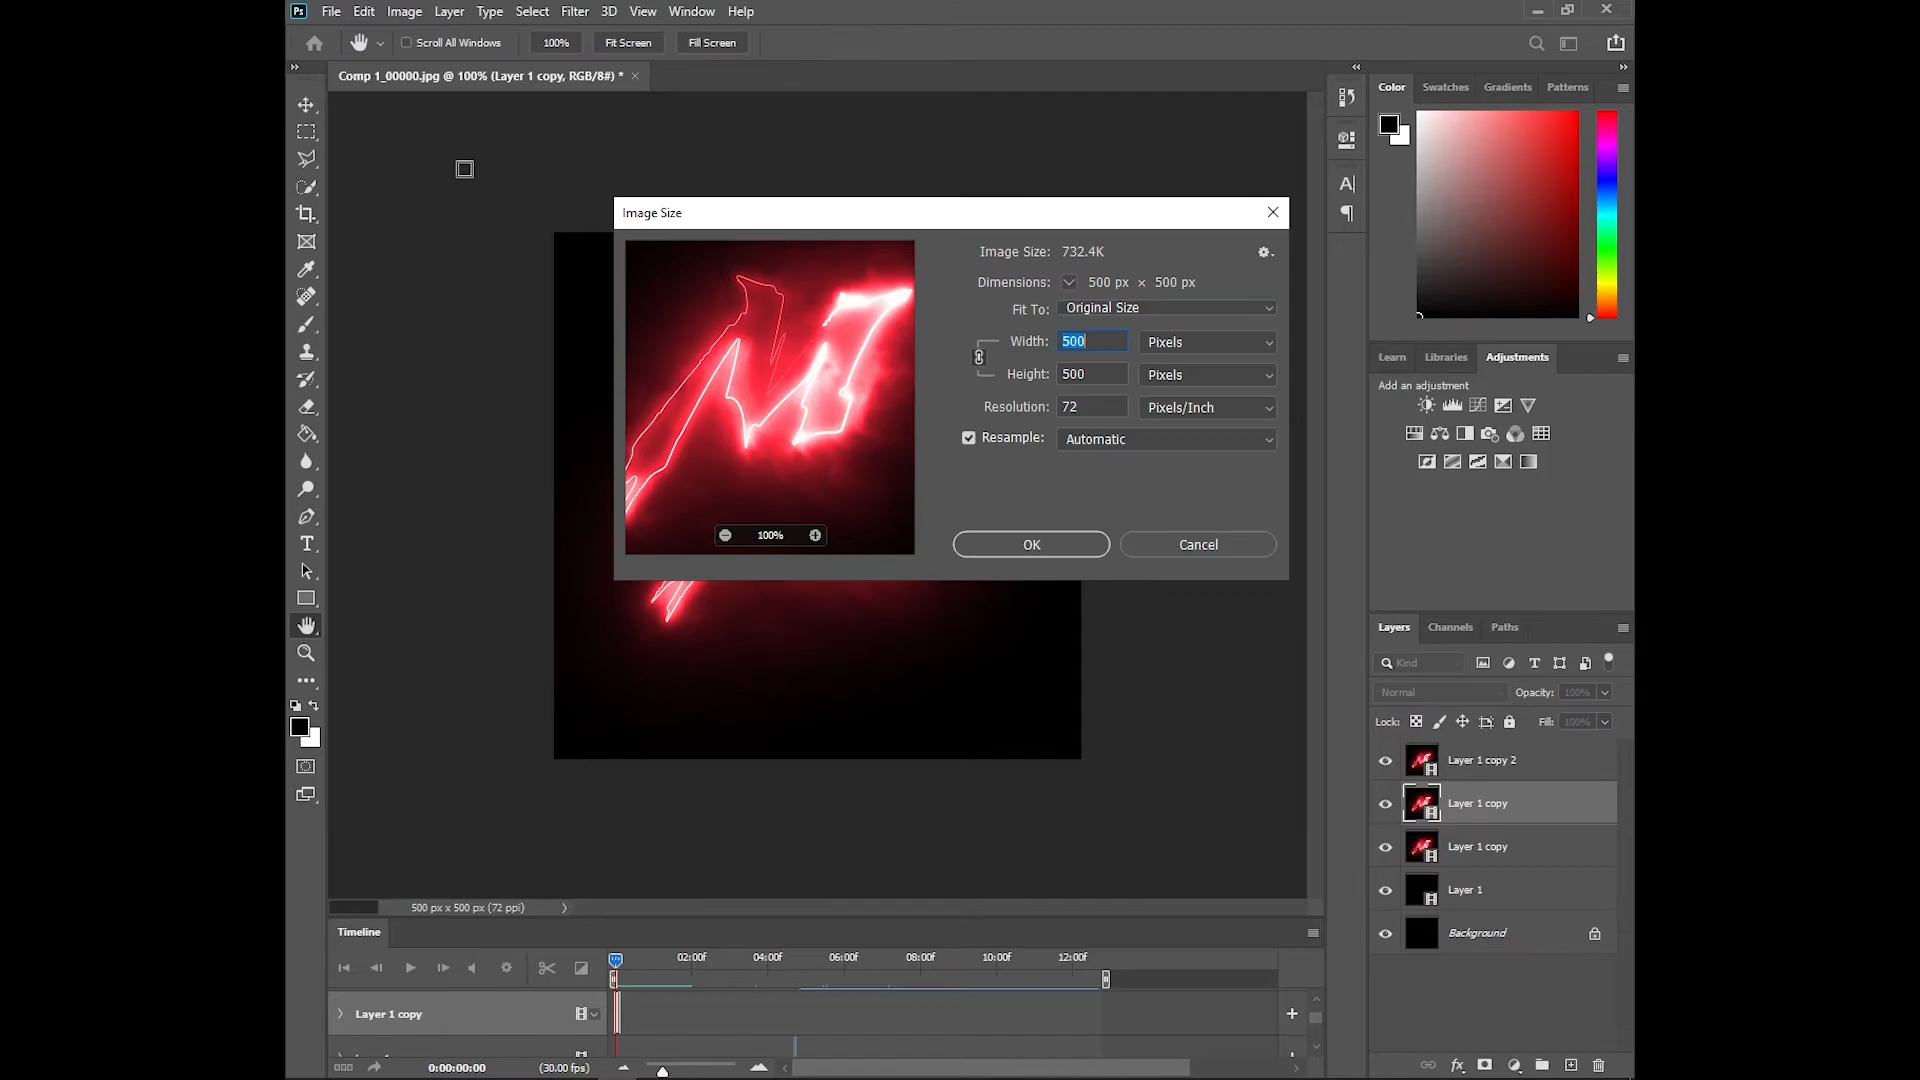 Ps File Edit Image Layer Type Select Filter 3D View Window Help
Scroll All Windows 100% Fit Screen Fill Screen
Comp 1_00000.jpg @ 100% (Layer 1 copy, RGB/8#) *
Color Swatches Gradients Patterns
Image Size
Image Size: 732.4K
Dimensions: 500 px × 500 px
Fit To: Original Size
Width: 500 Pixels
Height: 500 Pixels
Resolution: 72 Pixels/Inch
Resample: Automatic
100%
OK Cancel
Learn Libraries Adjustments
Add an adjustment
Layers Channels Paths
Kind
Normal Opacity: 100%
Lock: Fill: 100%
Layer 1 copy 2
Layer 1 copy
Layer 1 copy
Layer 1
Background
500 px x 500 px (72 ppi)
Timeline
02:00f 04:00f 06:00f 08:00f 10:00f 12:00f
Layer 1 copy
0:00:00:00 (30.00 fps)